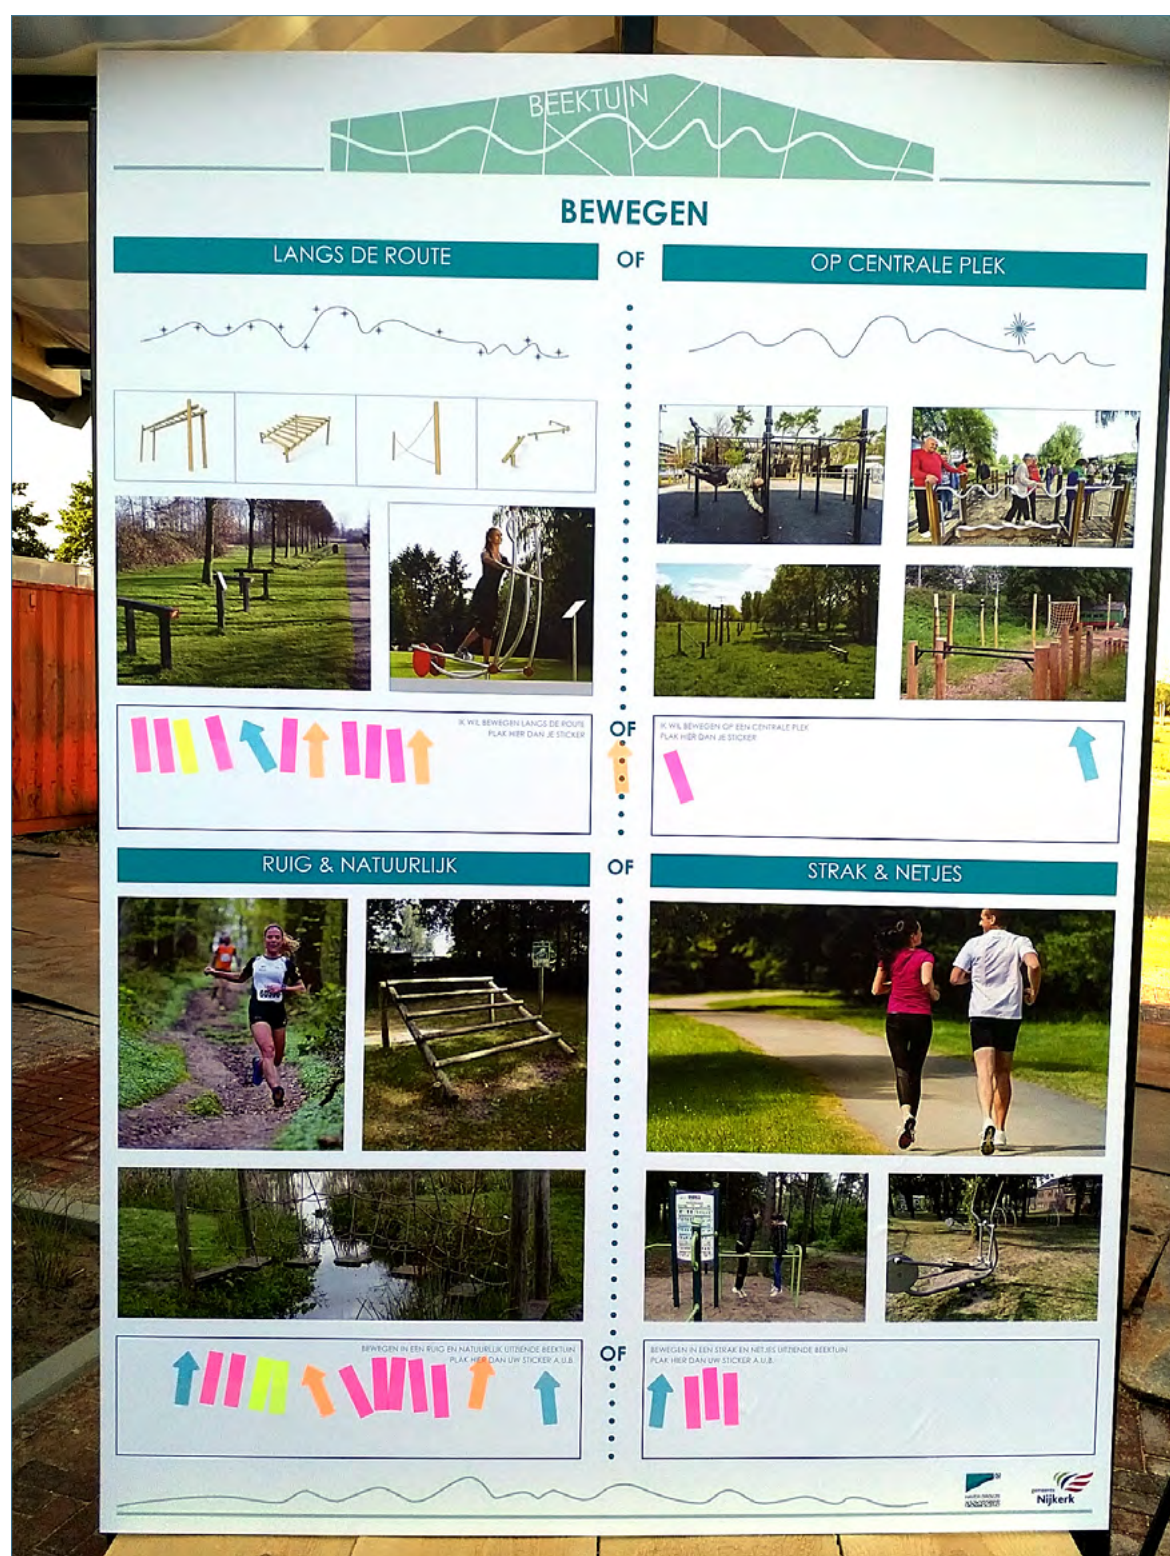 BEEKTUIN
BEWEGEN
LANGS DE ROUTE
OF
OP CENTRALE PLEK
IK WIL BEWEGEN LANGS DE ROUTE
PLAK HIER DAN JE STICKER
OF
IK WIL BEWEGEN OP EEN CENTRALE PLEK
PLAK HIER DAN JE STICKER
RUIG & NATUURLIJK
OF
STRAK & NETJES
BEWEGEN IN EEN RUIG EN NATUURLIJK UITZIENDE BEEKTUIN
PLAK HIER DAN UW STICKER A.U.B.
OF
BEWEGEN IN EEN STRAK EN NETJES UITZIENDE BEEKTUIN
PLAK HIER DAN UW STICKER A.U.B.
gemeente
Nijkerk